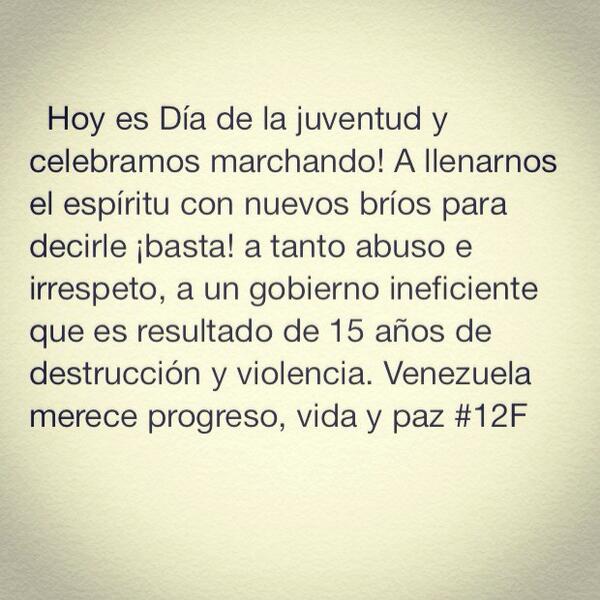 Hoy es Día de la juventud y
celebramos marchando! A llenarnos
el espíritu con nuevos bríos para
decirle ¡basta! a tanto abuso e
irrespeto, a un gobierno ineficiente
que es resultado de 15 años de
destrucción y violencia. Venezuela
merece progreso, vida y paz #12F